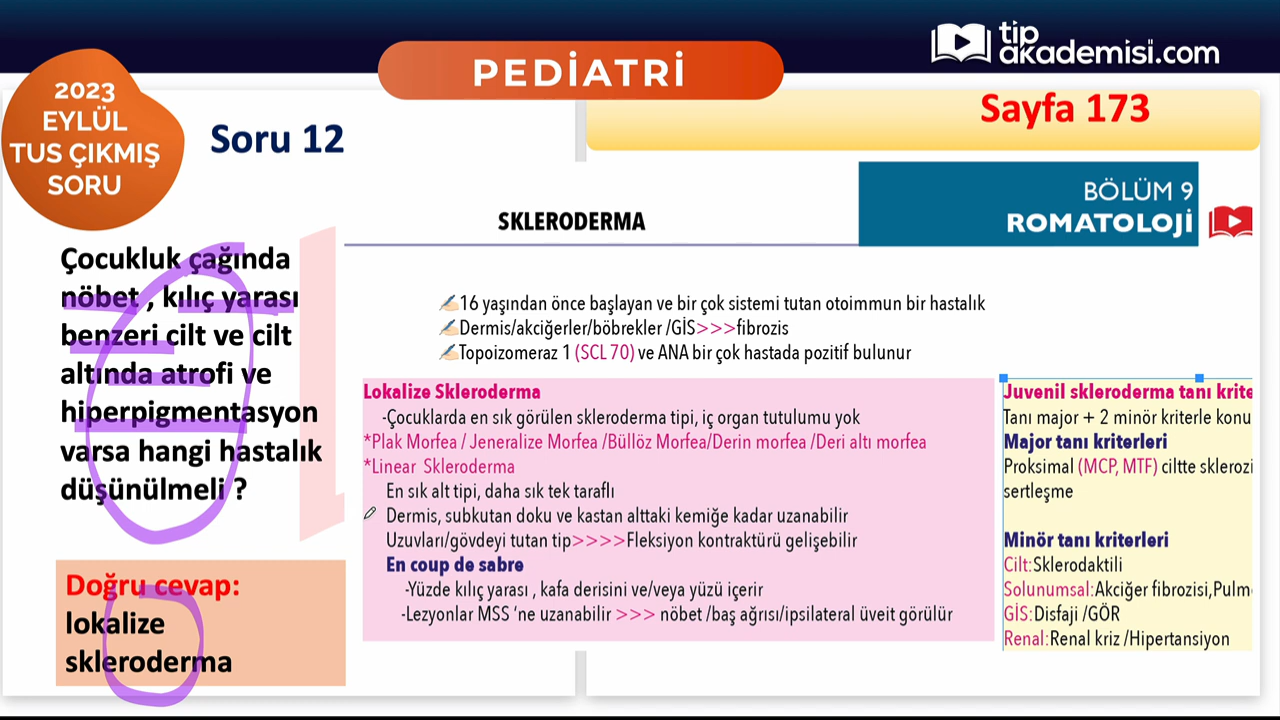 tip
akademisi.com
PEDİATRİ
2023
EYLÜL
TUS ÇIKMIŞ
SORU
Soru 12
Sayfa 173
BÖLÜM 9
ROMATOLOJİ
SKLERODERMA
Çocukluk çağında
nöbet , kılıç yarası
benzeri cilt ve cilt
altında atrofi ve
hiperpigmentasyon
varsa hangi hastalık
düşünülmeli ?
Doğru cevap:
lokalize
skleroderma
16 yaşından önce başlayan ve bir çok sistemi tutan otoimmun bir hastalık
Dermis/akciğerler/böbrekler /GİS>>>fibrozis
Topoizomeraz 1 (SCL 70) ve ANA bir çok hastada pozitif bulunur
Lokalize Skleroderma
-Çocuklarda en sık görülen skleroderma tipi, iç organ tutulumu yok
*Plak Morfea / Jeneralize Morfea /Büllöz Morfea/Derin morfea /Deri altı morfea
*Linear Skleroderma
En sık alt tipi, daha sık tek taraflı
Dermis, subkutan doku ve kastan alttaki kemiğe kadar uzanabilir
Uzuvları/gövdeyi tutan tip>>>>Fleksiyon kontraktürü gelişebilir
En coup de sabre
-Yüzde kılıç yarası , kafa derisini ve/veya yüzü içerir
-Lezyonlar MSS 'ne uzanabilir >>> nöbet /baş ağrısı/ipsilateral üveit görülür
Juvenil skleroderma tanı krite
Tanı major + 2 minör kriterle konu
Major tanı kriterleri
Proksimal (MCP, MTF) ciltte sklerozi
sertleşme
Minör tanı kriterleri
Cilt:Sklerodaktili
Solunumsal:Akciğer fibrozisi,Pulm
GİS:Disfaji /GÖR
Renal:Renal kriz /Hipertansiyon